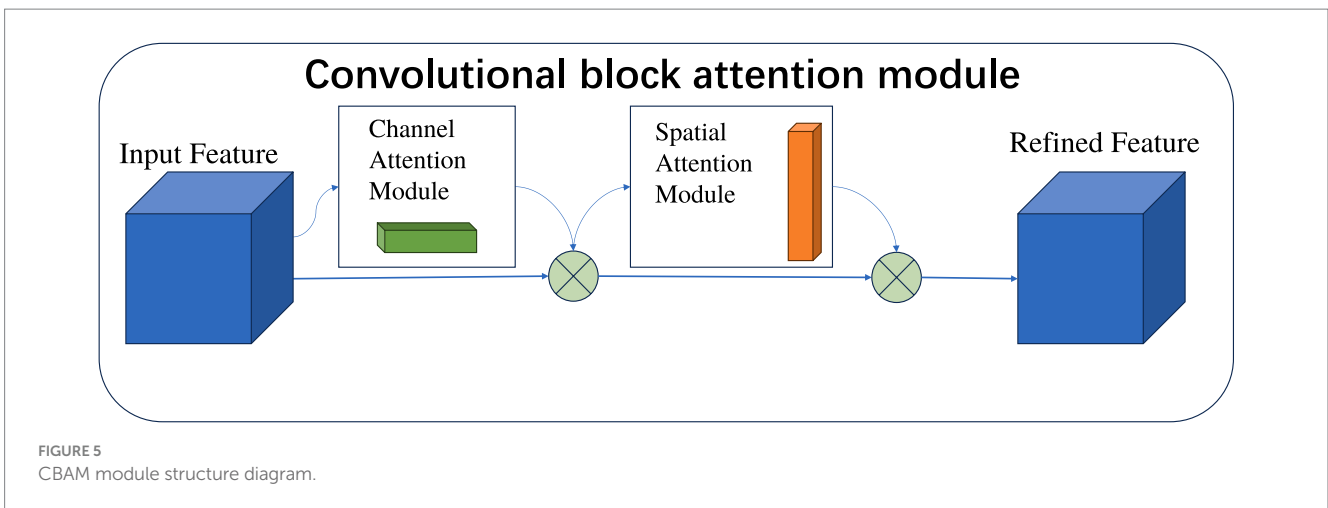 Convolutional block attention module
Input Feature
Channel
Attention
Module
Spatial
Attention
Module
Refined Feature
FIGURE 5
CBAM module structure diagram.